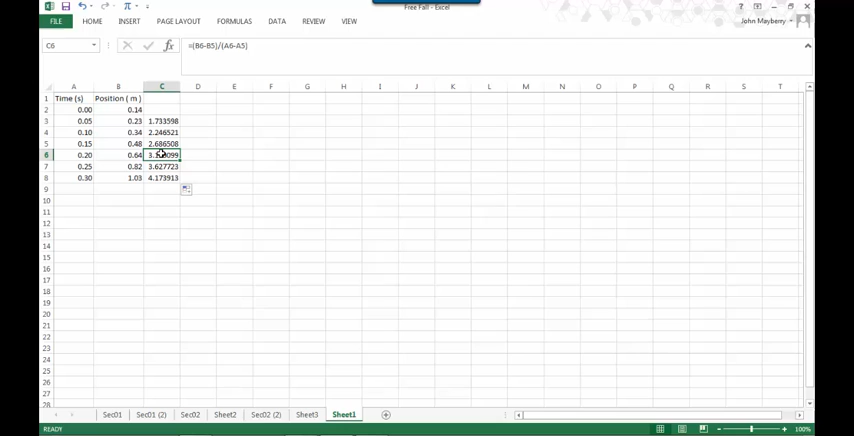 Free Fall - Excel
FILE HOME INSERT PAGE LAYOUT FORMULAS DATA REVIEW VIEW
John Mayberry
C6 fx =(B6-B5)/(A6-A5)
A B C D E F G H I J K L M N O P Q R S T
1 Time (s) Position ( m )
2 0.00 0.14
3 0.05 0.23 1.733598
4 0.10 0.34 2.246521
5 0.15 0.48 2.686508
6 0.20 0.64
7 0.25 0.82 3.627723
8 0.30 1.03 4.173913
9
10
11
12
13
14
15
16
17
18
19
20
21
22
23
24
25
26
27
28
Sec01 Sec01 (2) Sec02 Sheet2 Sec02 (2) Sheet3 Sheet1
READY 100%